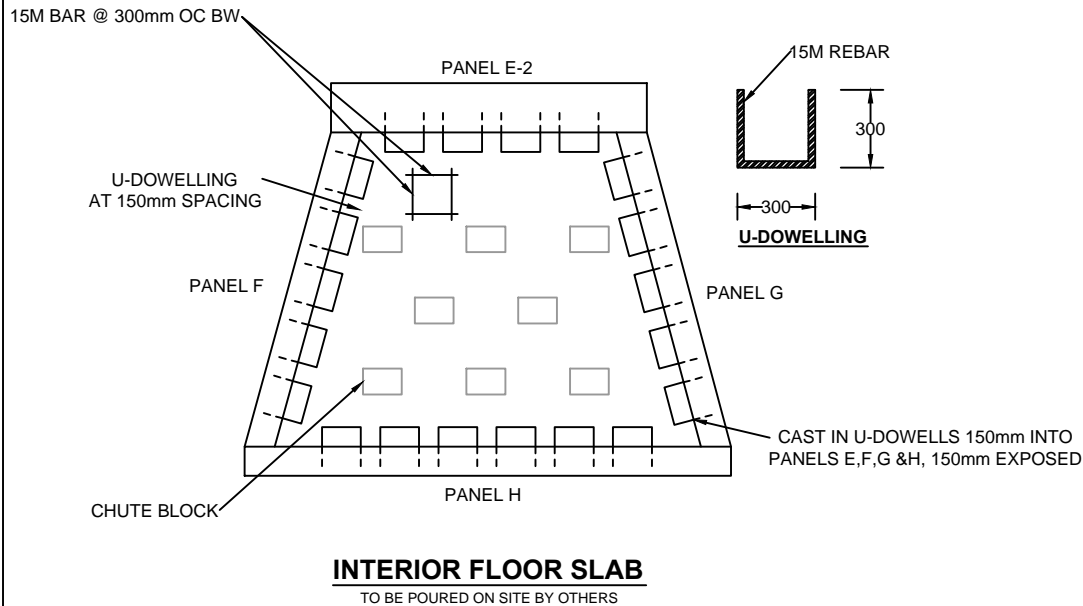 15M BAR @ 300mm OC BW
PANEL E-2
15M REBAR
300
U-DOWELLING
AT 150mm SPACING
300
U-DOWELLING
PANEL F
PANEL G
CAST IN U-DOWELLS 150mm INTO
PANELS E,F,G &H, 150mm EXPOSED
PANEL H
CHUTE BLOCK
INTERIOR FLOOR SLAB
TO BE POURED ON SITE BY OTHERS